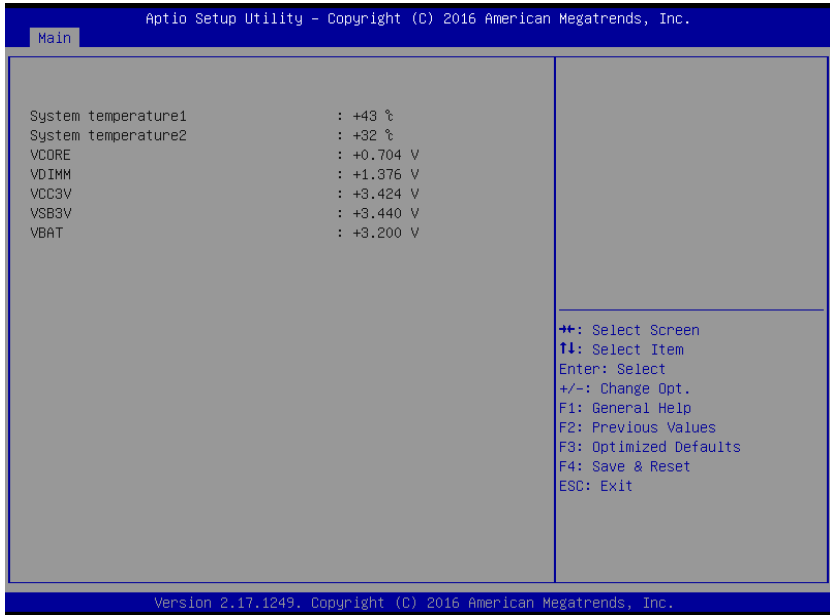 Aptio Setup Utility – Copyright (C) 2016 American Megatrends, Inc.
Main
System temperature1 : +43 ℃
System temperature2 : +32 ℃
VCORE : +0.704 V
VDIMM : +1.376 V
VCC3V : +3.424 V
VSB3V : +3.440 V
VBAT : +3.200 V
→←: Select Screen
↑↓: Select Item
Enter: Select
+/-: Change Opt.
F1: General Help
F2: Previous Values
F3: Optimized Defaults
F4: Save & Reset
ESC: Exit
Version 2.17.1249. Copyright (C) 2016 American Megatrends, Inc.